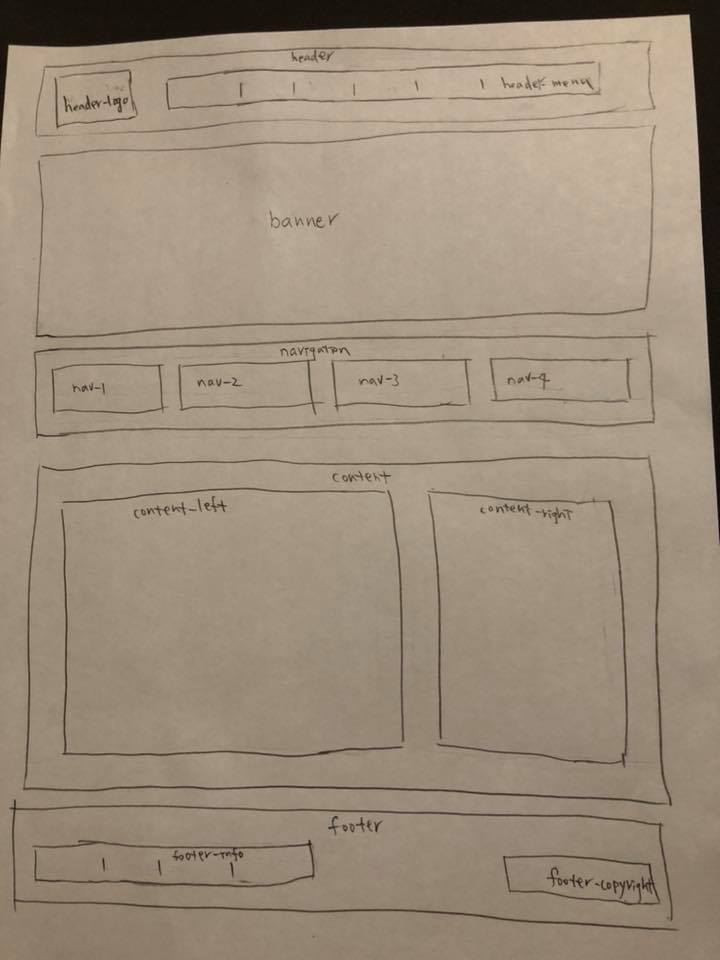 header
header-logo
header-menu
banner
navigation
nav-1
nav-2
nav-3
nav-4
content
content-left
content-right
footer
footer-info
footer-copyright